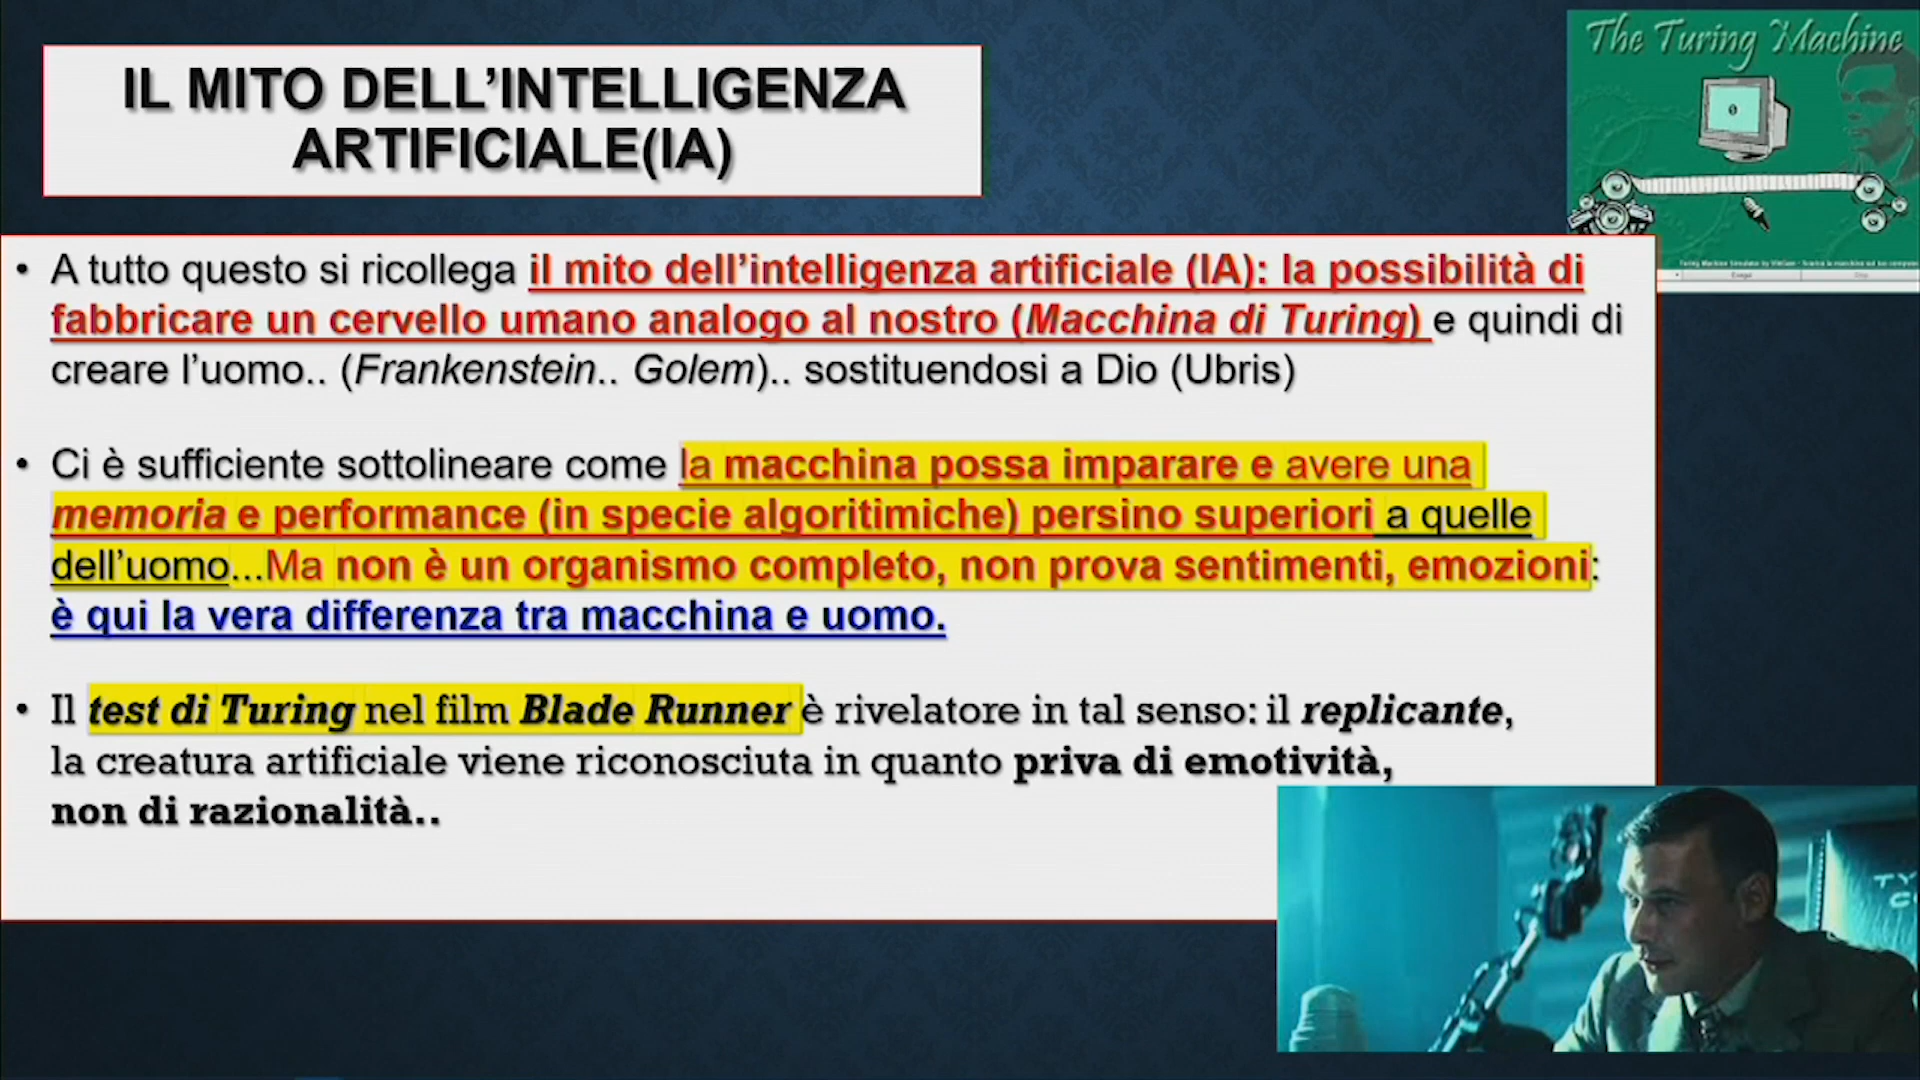 The Turing Machine
IL MITO DELL’INTELLIGENZA
ARTIFICIALE(IA)
• A tutto questo si ricollega il mito dell’intelligenza artificiale (IA): la possibilità di
fabbricare un cervello umano analogo al nostro (Macchina di Turing) e quindi di
creare l’uomo.. (Frankenstein.. Golem).. sostituendosi a Dio (Ubris)
• Ci è sufficiente sottolineare come la macchina possa imparare e avere una
memoria e performance (in specie algoritimiche) persino superiori a quelle
dell’uomo...Ma non è un organismo completo, non prova sentimenti, emozioni:
è qui la vera differenza tra macchina e uomo.
• Il test di Turing nel film Blade Runner è rivelatore in tal senso: il replicante,
la creatura artificiale viene riconosciuta in quanto priva di emotività,
non di razionalità..